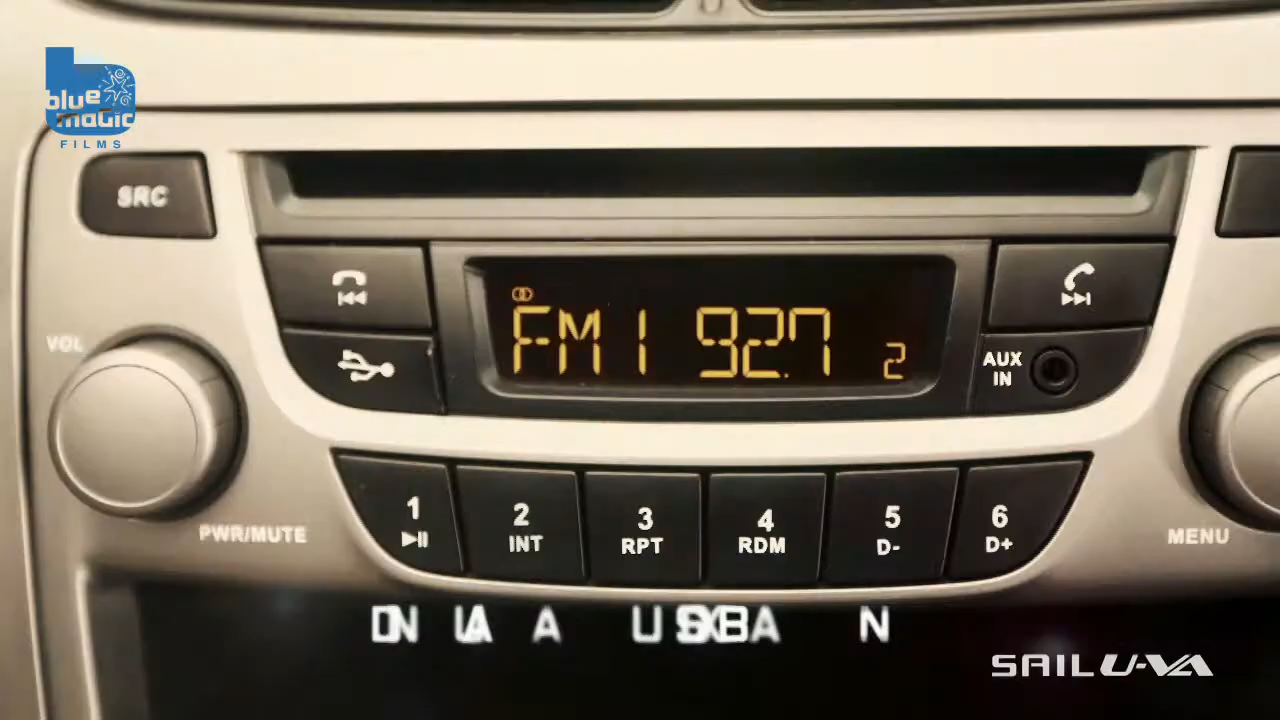 blue
magic
FILMS
SRC
VOL
FM1 92.7 2
AUX
IN
PWR/MUTE
1
2
INT
3
RPT
4
RDM
5
D-
6
D+
MENU
SAIL U-VA